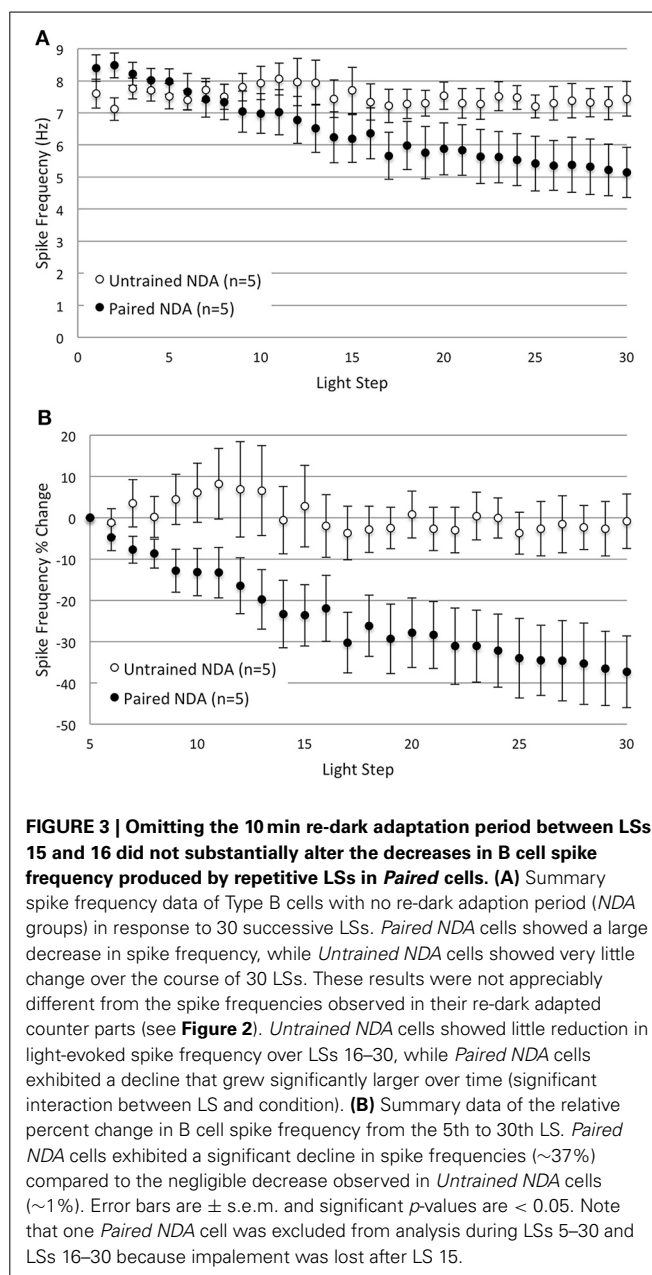 A
9
8
7
6
5
4
3
2
1
0
Spike Frequecny (Hz)
Untrained NDA (n=5)
Paired NDA (n=5)
0 5 10 15 20 25 30
Light Step
B
20
10
0
-10
-20
-30
-40
-50
Spike Freuqency % Change
Untrained NDA (n=5)
Paired NDA (n=5)
5 10 15 20 25 30
Light Step
FIGURE 3 | Omitting the 10 min re-dark adaptation period between LSs
15 and 16 did not substantially alter the decreases in B cell spike
frequency produced by repetitive LSs in Paired cells. (A) Summary
spike frequency data of Type B cells with no re-dark adaption period (NDA
groups) in response to 30 successive LSs. Paired NDA cells showed a large
decrease in spike frequency, while Untrained NDA cells showed very little
change over the course of 30 LSs. These results were not appreciably
different from the spike frequencies observed in their re-dark adapted
counter parts (see Figure 2). Untrained NDA cells showed little reduction in
light-evoked spike frequency over LSs 16–30, while Paired NDA cells
exhibited a decline that grew significantly larger over time (significant
interaction between LS and condition). (B) Summary data of the relative
percent change in B cell spike frequency from the 5th to 30th LS. Paired
NDA cells exhibited a significant decline in spike frequencies (~37%)
compared to the negligible decrease observed in Untrained NDA cells
(~1%). Error bars are ± s.e.m. and significant p-values are < 0.05. Note
that one Paired NDA cell was excluded from analysis during LSs 5–30 and
LSs 16–30 because impalement was lost after LS 15.